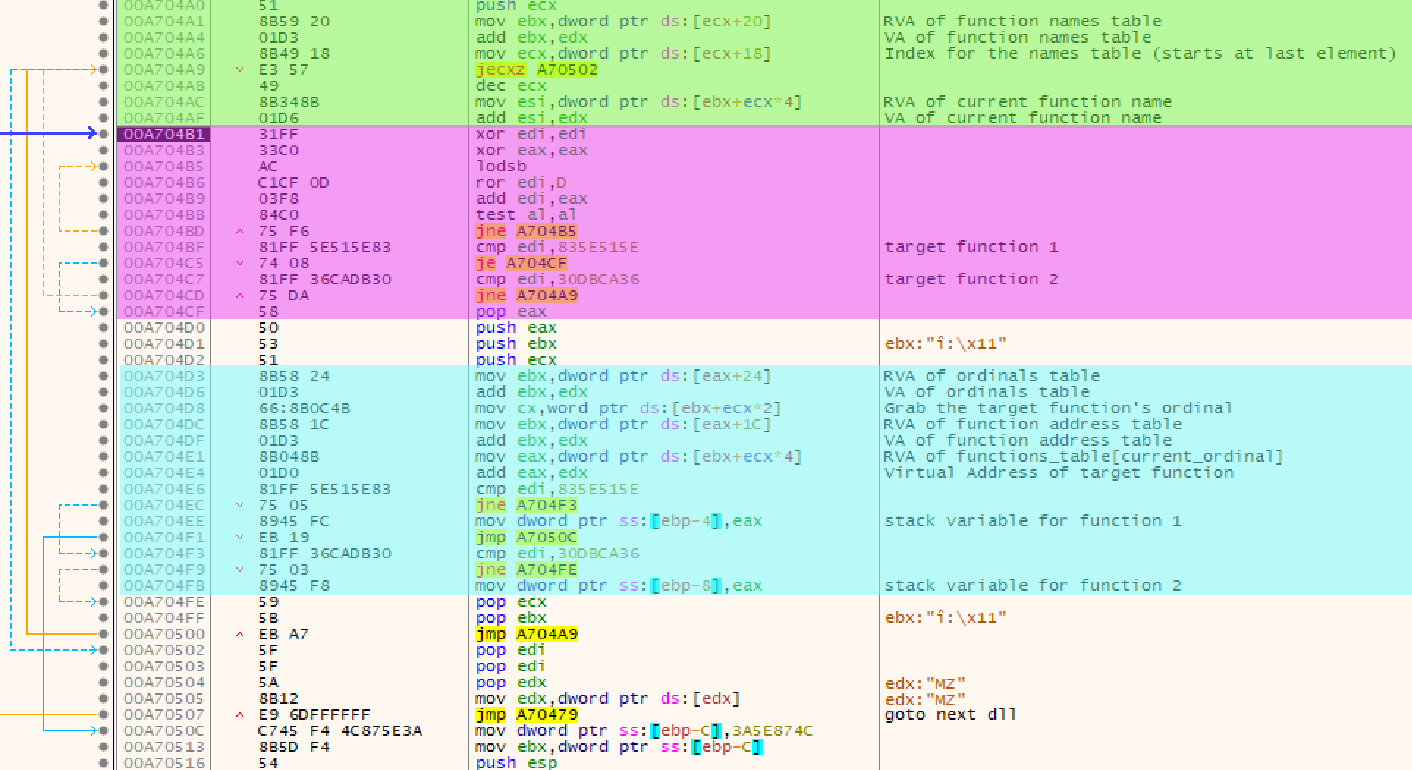 00A704A0 51 push ecx
00A704A1 8B59 20 mov ebx,dword ptr ds:[ecx+20] RVA of function names table
00A704A4 01D3 add ebx,edx VA of function names table
00A704A6 8B49 18 mov ecx,dword ptr ds:[ecx+18] Index for the names table (starts at last element)
00A704A9 E3 57 jecxz A70502
00A704AB 49 dec ecx
00A704AC 8B348B mov esi,dword ptr ds:[ebx+ecx*4] RVA of current function name
00A704AF 01D6 add esi,edx VA of current function name
00A704B1 31FF xor edi,edi
00A704B3 33C0 xor eax,eax
00A704B5 AC lodsb
00A704B6 C1CF 0D ror edi,D
00A704B9 03F8 add edi,eax
00A704BB 84C0 test al,al
00A704BD 75 F6 jne A704B5
00A704BF 81FF 5E515E83 cmp edi,835E515E target function 1
00A704C5 74 08 je A704CF
00A704C7 81FF 36CADB30 cmp edi,30DBCA36 target function 2
00A704CD 75 DA jne A704A9
00A704CF 58 pop eax
00A704D0 50 push eax
00A704D1 53 push ebx ebx:"î:\x11"
00A704D2 51 push ecx
00A704D3 8B58 24 mov ebx,dword ptr ds:[eax+24] RVA of ordinals table
00A704D6 01D3 add ebx,edx VA of ordinals table
00A704D8 66:8B0C4B mov cx,word ptr ds:[ebx+ecx*2] Grab the target function's ordinal
00A704DC 8B58 1C mov ebx,dword ptr ds:[eax+1C] RVA of function address table
00A704DF 01D3 add ebx,edx VA of function address table
00A704E1 8B048B mov eax,dword ptr ds:[ebx+ecx*4] RVA of functions_table[current_ordinal]
00A704E4 01D0 add eax,edx Virtual Address of target function
00A704E6 81FF 5E515E83 cmp edi,835E515E
00A704EC 75 05 jne A704F3
00A704EE 8945 FC mov dword ptr ss:[ebp-4],eax stack variable for function 1
00A704F1 EB 19 jmp A7050C
00A704F3 81FF 36CADB30 cmp edi,30DBCA36
00A704F9 75 03 jne A704FE
00A704FB 8945 F8 mov dword ptr ss:[ebp-8],eax stack variable for function 2
00A704FE 59 pop ecx
00A704FF 5B pop ebx ebx:"î:\x11"
00A70500 EB A7 jmp A704A9
00A70502 5F pop edi
00A70503 5F pop edi
00A70504 5A pop edx edx:"MZ"
00A70505 8B12 mov edx,dword ptr ds:[edx] edx:"MZ"
00A70507 E9 6DFFFFFF jmp A70479 goto next dll
00A7050C C745 F4 4C875E3A mov dword ptr ss:[ebp-C],3A5E874C
00A70513 8B5D F4 mov ebx,dword ptr ss:[ebp-C]
00A70516 54 push esp